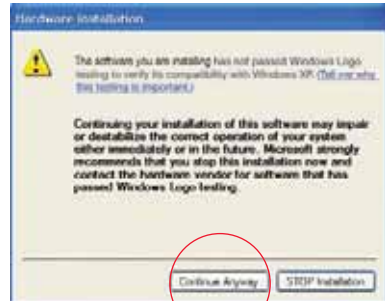 Hardware Installation
The software you are installing has not passed Windows Logo
testing to verify its compatibility with Windows XP. (Tell me why
this testing is important.)
Continuing your installation of this software may impair
or destabilize the correct operation of your system
either immediately or in the future. Microsoft strongly
recommends that you stop this installation now and
contact the hardware vendor for software that has
passed Windows Logo testing.
Continue Anyway
STOP Installation